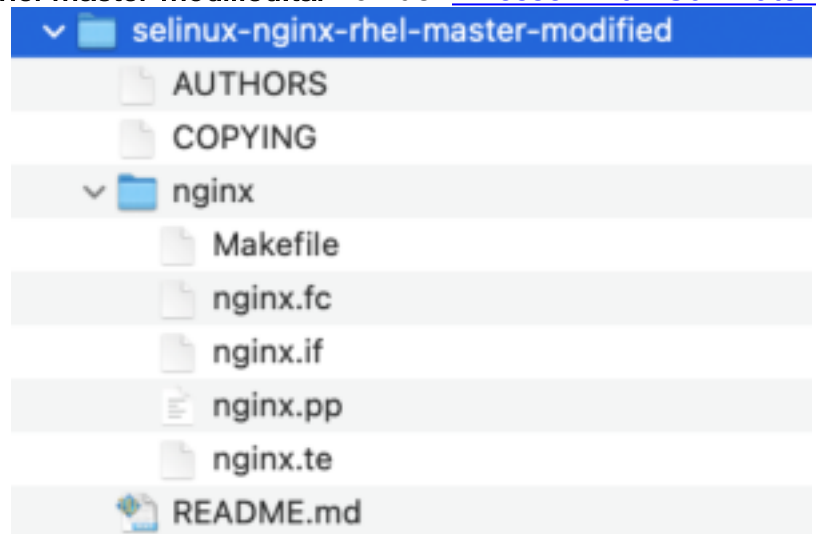 selinux-nginx-rhel-master-modified
AUTHORS
COPYING
nginx
Makefile
nginx.fc
nginx.if
nginx.pp
nginx.te
README.md